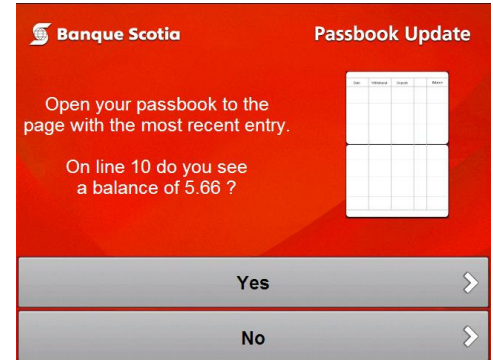 Banque Scotia
Passbook Update
Open your passbook to the
page with the most recent entry.
On line 10 do you see
a balance of 5.66 ?
Yes
No